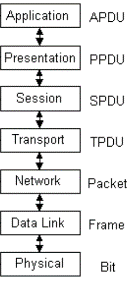 Application APDU
Presentation PPDU
Session SPDU
Transport TPDU
Network Packet
Data Link Frame
Physical Bit